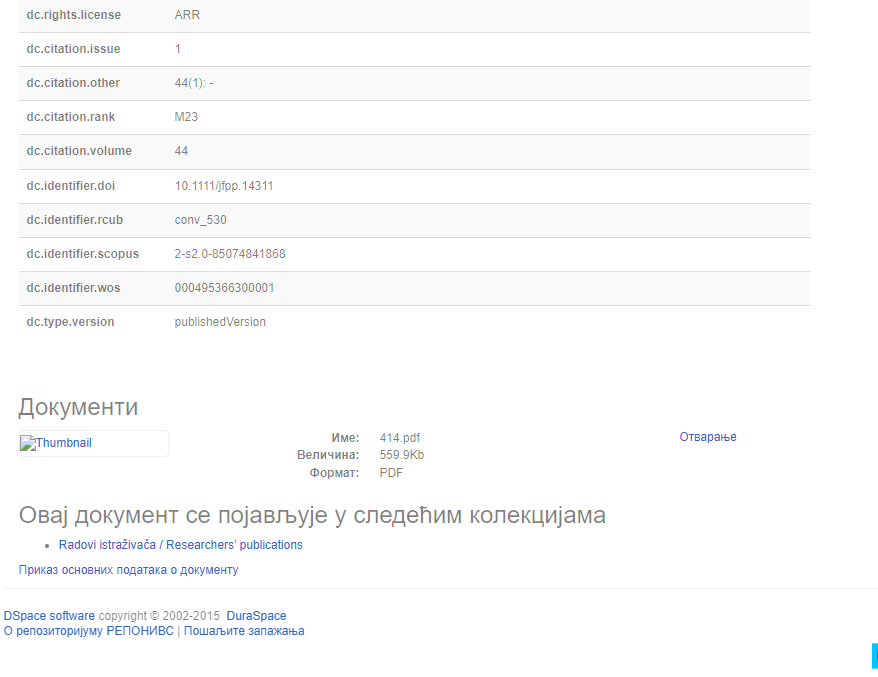 dc.rights.license ARR
dc.citation.issue 1
dc.citation.other 44(1): -
dc.citation.rank M23
dc.citation.volume 44
dc.identifier.doi 10.1111/jfpp.14311
dc.identifier.rcub conv_530
dc.identifier.scopus 2-s2.0-85074841868
dc.identifier.wos 000495366300001
dc.type.version publishedVersion
Документи
Thumbnail
Име: 414.pdf
Отварање
Величина: 559.9Kb
Формат: PDF
Овај документ се појављује у следећим колекцијама
Radovi istraživača / Researchers’ publications
Приказ основних података о документу
DSpace software copyright © 2002-2015 DuraSpace
О репозиторијуму РЕПОНИВС | Пошаљите запажања